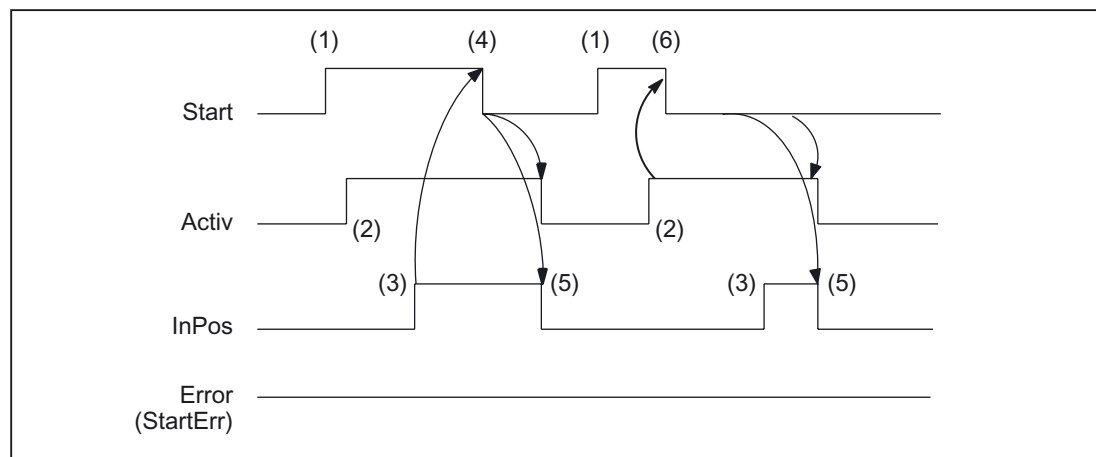 (1) (4) (1) (6)
Start
Activ
(2) (2)
(3) (5) (3) (5)
InPos
Error
(StartErr)